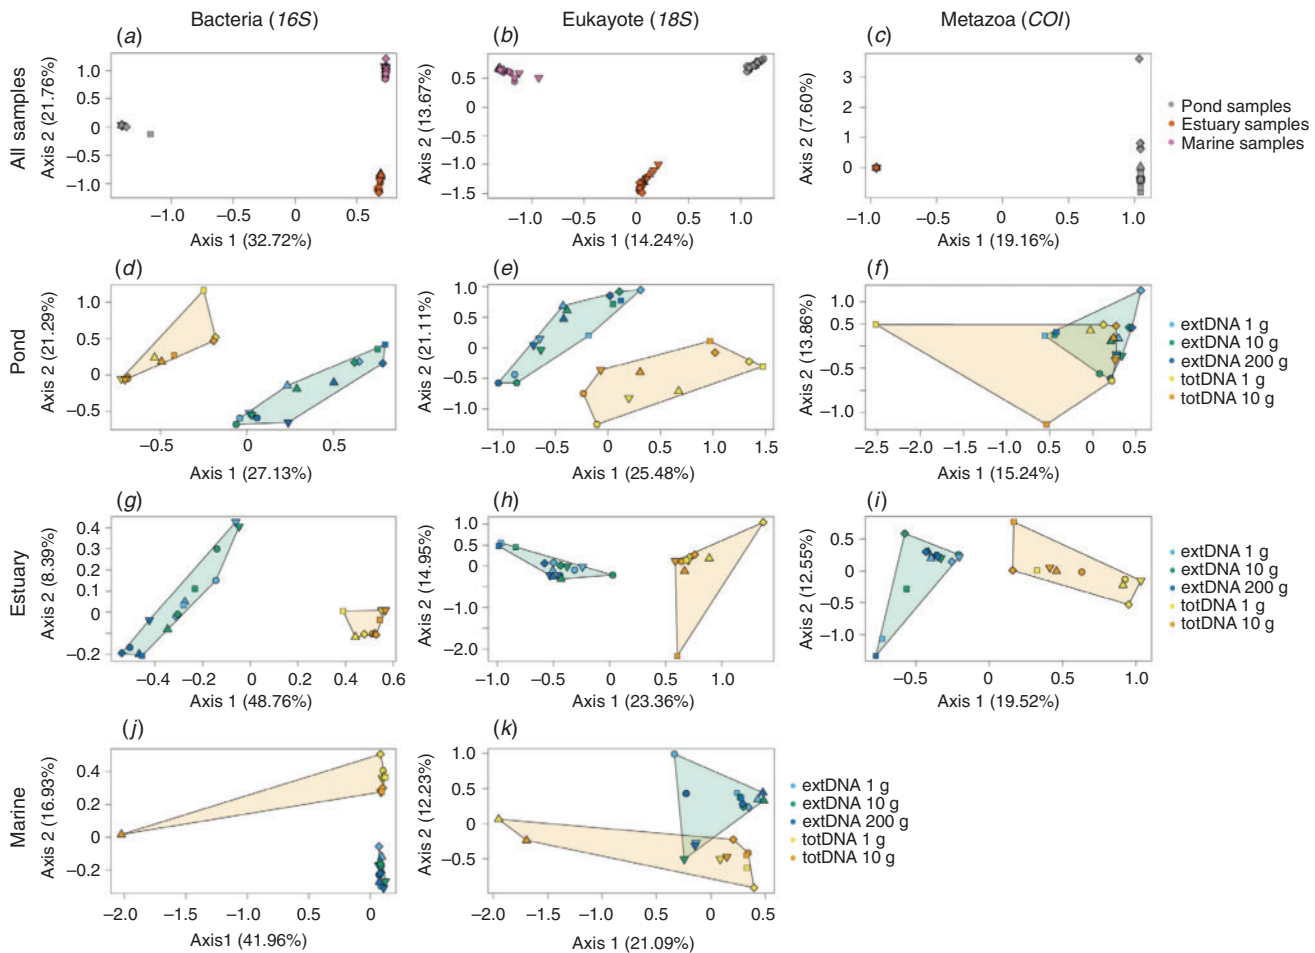 Bacteria (16S)
Eukayote (18S)
Metazoa (COI)
(a)
(b)
(c)
All samples
Axis 2 (21.76%)
1.0
0.5
0
−0.5
−1.0
−1.0
−0.5
0
0.5
Axis 1 (32.72%)
Axis 2 (13.67%)
0.5
0
−0.5
−1.0
−1.5
−1.0
−0.5
0
0.5
1.0
Axis 1 (14.24%)
Axis 2 (7.60%)
3
2
1
0
−1.0
−0.5
0
0.5
1.0
Axis 1 (19.16%)
Pond samples
Estuary samples
Marine samples
(d)
(e)
(f)
Pond
Axis 2 (21.29%)
1.0
0.5
0
−0.5
−0.5
0
0.5
Axis 1 (27.13%)
Axis 2 (21.11%)
1.0
0.5
0
−0.5
−1.0
−1.0
−0.5
0
0.5
1.0
1.5
Axis 1 (25.48%)
Axis 2 (13.86%)
1.0
0.5
−0.5
−1.0
−2.5
−2.0
−1.5
−1.0
−0.5
0
0.5
Axis 1 (15.24%)
extDNA 1 g
extDNA 10 g
extDNA 200 g
totDNA 1 g
totDNA 10 g
(g)
(h)
(i)
Estuary
Axis 2 (8.39%)
0.4
0.3
0.2
0.1
0
−0.2
−0.4
−0.2
0
0.2
0.4
0.6
Axis 1 (48.76%)
Axis 2 (14.95%)
1.0
0.5
0
−1.0
−2.0
−1.0
−0.5
0
0.5
1.0
Axis 1 (23.36%)
Axis 2 (12.55%)
0.5
0
−1.0
−0.5
0
0.5
1.0
Axis 1 (19.52%)
extDNA 1 g
extDNA 10 g
extDNA 200 g
totDNA 1 g
totDNA 10 g
(j)
(k)
Marine
Axis 2 (16.93%)
0.4
0.2
0
−0.2
−2.0
−1.5
−1.0
−0.5
0
Axis1 (41.96%)
Axis 2 (12.23%)
1.0
0.5
0
−0.5
−2.0
−1.5
−1.0
−0.5
0
0.5
Axis 1 (21.09%)
extDNA 1 g
extDNA 10 g
extDNA 200 g
totDNA 1 g
totDNA 10 g